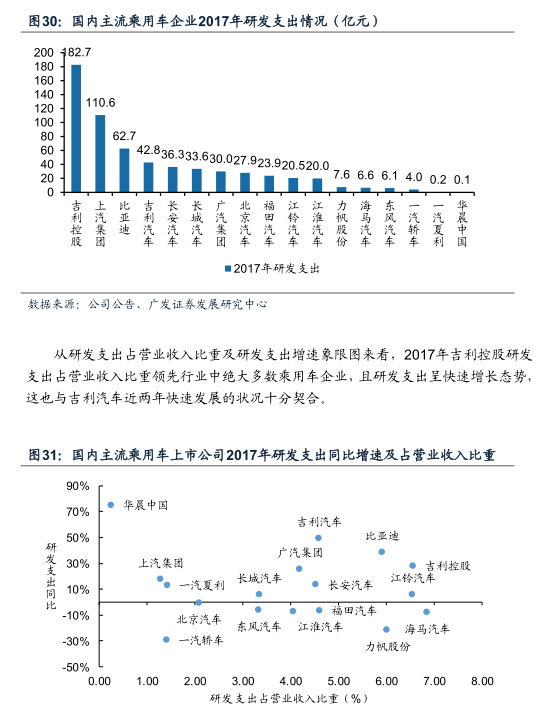 图30：国内主流乘用车企业2017年研发支出情况（亿元）
200
180
160
140
120
100
80
60
40
20
0
182.7
110.6
62.7
42.8
36.3
33.6
30.0
27.9
23.9
20.5
20.0
7.6
6.6
6.1
4.0
0.2
0.1
吉利控股
上汽集团
比亚迪
吉利汽车
长安汽车
长城汽车
广汽集团
北京汽车
福田汽车
江铃汽车
江淮汽车
力帆股份
海马汽车
东风汽车
一汽轿车
一汽夏利
华晨中国
2017年研发支出
数据来源：公司公告、广发证券发展研究中心
从研发支出占营业收入比重及研发支出增速象限图来看，2017年吉利控股研发
支出占营业收入比重领先行业中绝大多数乘用车企业，且研发支出呈快速增长态势，
这也与吉利汽车近两年快速发展的状况十分契合。
图31：国内主流乘用车上市公司2017年研发支出同比增速及占营业收入比重
90%
70%
50%
30%
10%
-10%
-30%
-50%
研发支出同比
华晨中国
吉利汽车
比亚迪
上汽集团
广汽集团
吉利控股
一汽夏利
长城汽车
长安汽车
江铃汽车
北京汽车
东风汽车
江淮汽车
福田汽车
海马汽车
一汽轿车
力帆股份
0.00
1.00
2.00
3.00
4.00
5.00
6.00
7.00
8.00
研发支出占营业收入比重（%）